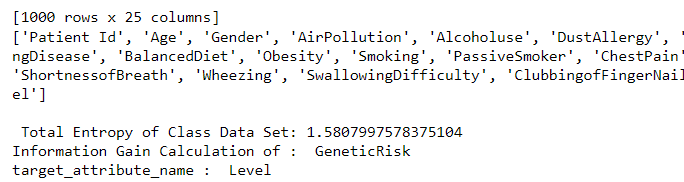 [1000 rows x 25 columns]
['Patient Id', 'Age', 'Gender', 'AirPollution', 'Alcoholuse', 'DustAllergy', '
ngDisease', 'BalancedDiet', 'Obesity', 'Smoking', 'PassiveSmoker', 'ChestPain'
'ShortnessofBreath', 'Wheezing', 'SwallowingDifficulty', 'ClubbingofFingerNail
el']
Total Entropy of Class Data Set: 1.5807997578375104
Information Gain Calculation of :  GeneticRisk
target_attribute_name :  Level